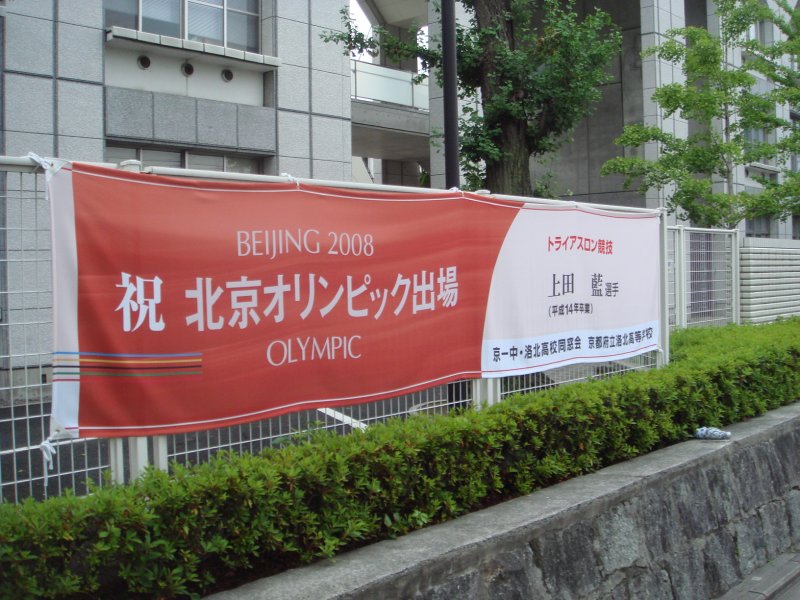 BEIJING 2008
祝 北京オリンピック出場
OLYMPIC
トライアスロン競技
上田 藍 選手
(平成14年卒業)
京一中・洛北高校同窓会 京都府立洛北高等学校